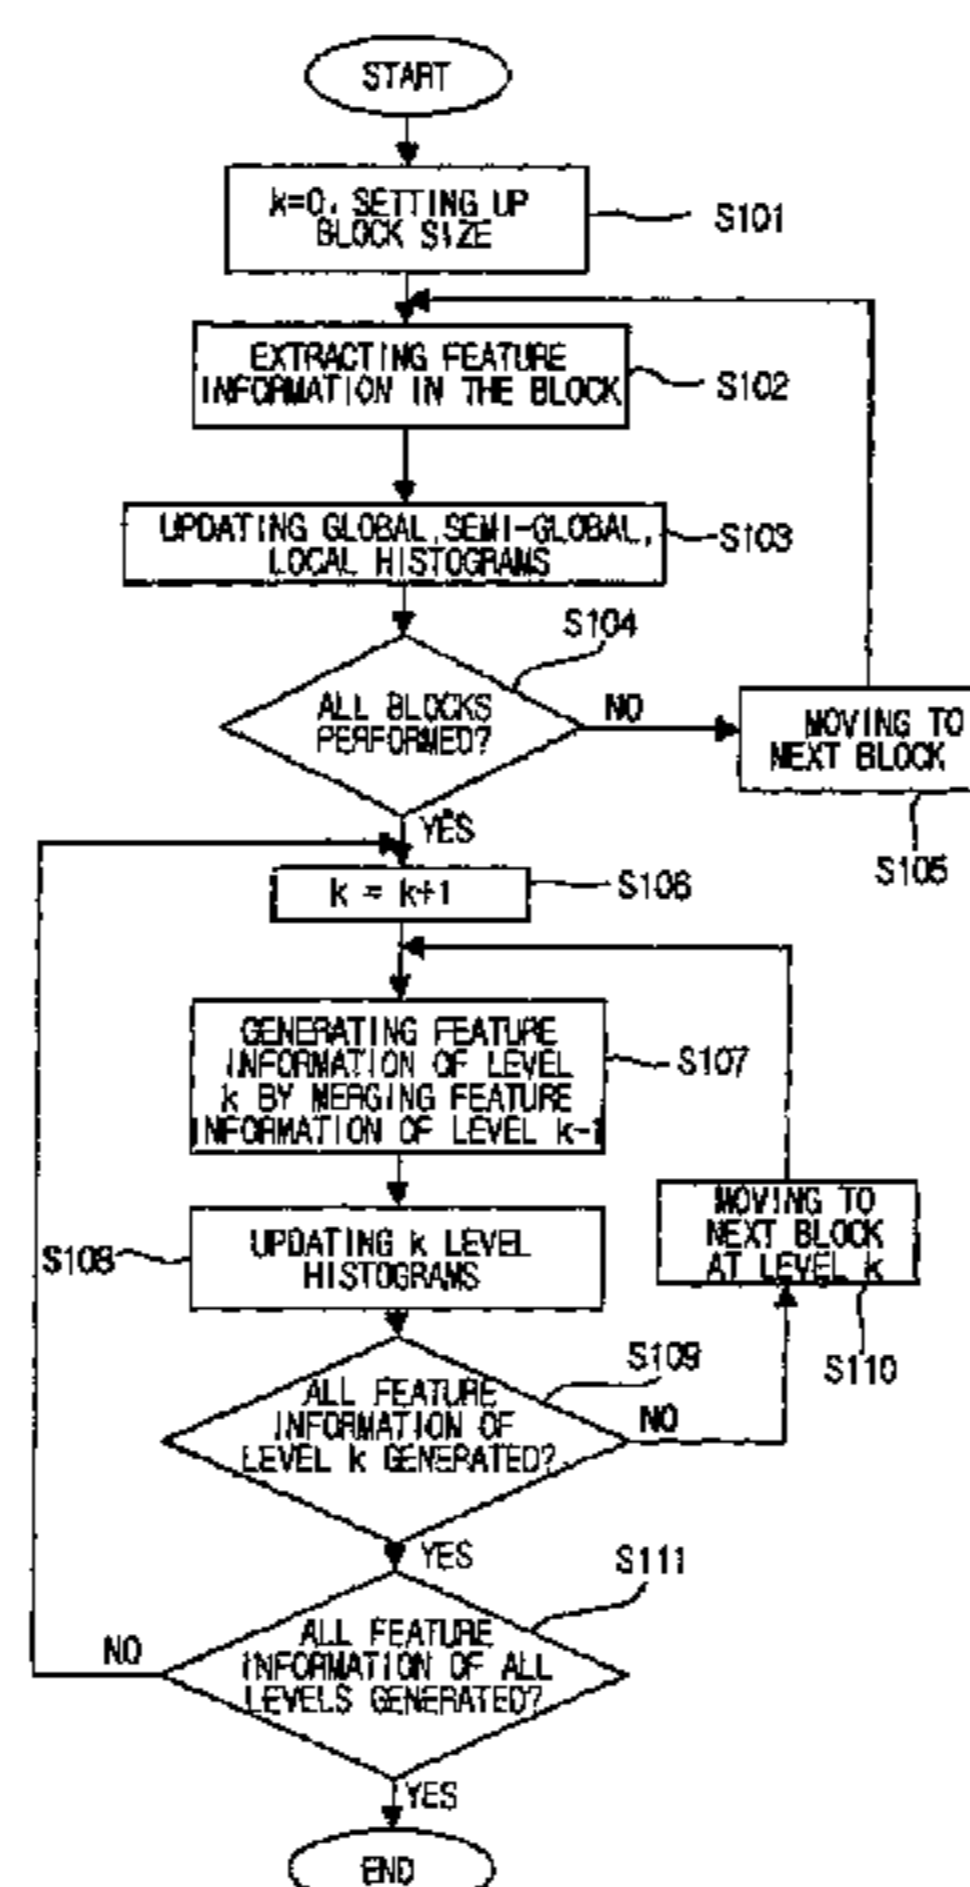 START
k=0, SETTING UP
BLOCK SIZE
S101
EXTRACTING FEATURE
INFORMATION IN THE BLOCK
S102
UPDATING GLOBAL,SEMI-GLOBAL,
LOCAL HISTOGRAMS
S103
S104
ALL BLOCKS
PERFORMED?
NO
MOVING TO
NEXT BLOCK
S105
YES
k = k+1
S106
GENERATING FEATURE
INFORMATION OF LEVEL
k BY MERGING FEATURE
INFORMATION OF LEVEL k-1
S107
UPDATING k LEVEL
HISTOGRAMS
S108
MOVING TO
NEXT BLOCK
AT LEVEL k
S110
S109
ALL FEATURE
INFORMATION OF
LEVEL k GENERATED?
NO
YES
S111
ALL FEATURE
INFORMATION OF ALL
LEVELS GENERATED?
NO
YES
END